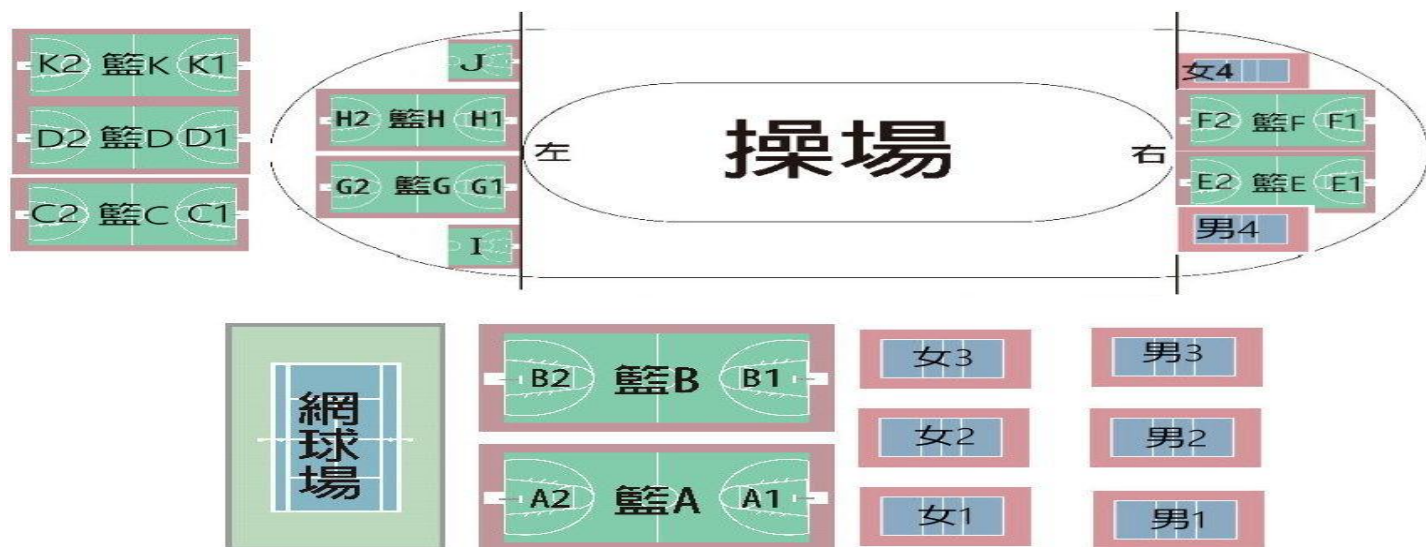 K2 籃K K1
D2 籃D D1
C2 籃C C1
J
H2 籃H H1
G2 籃G G1
I
左
操場
右
女4
F2 籃F F1
E2 籃E E1
男4
網球場
B2 籃B B1
A2 籃A A1
女3
男3
女2
男2
女1
男1